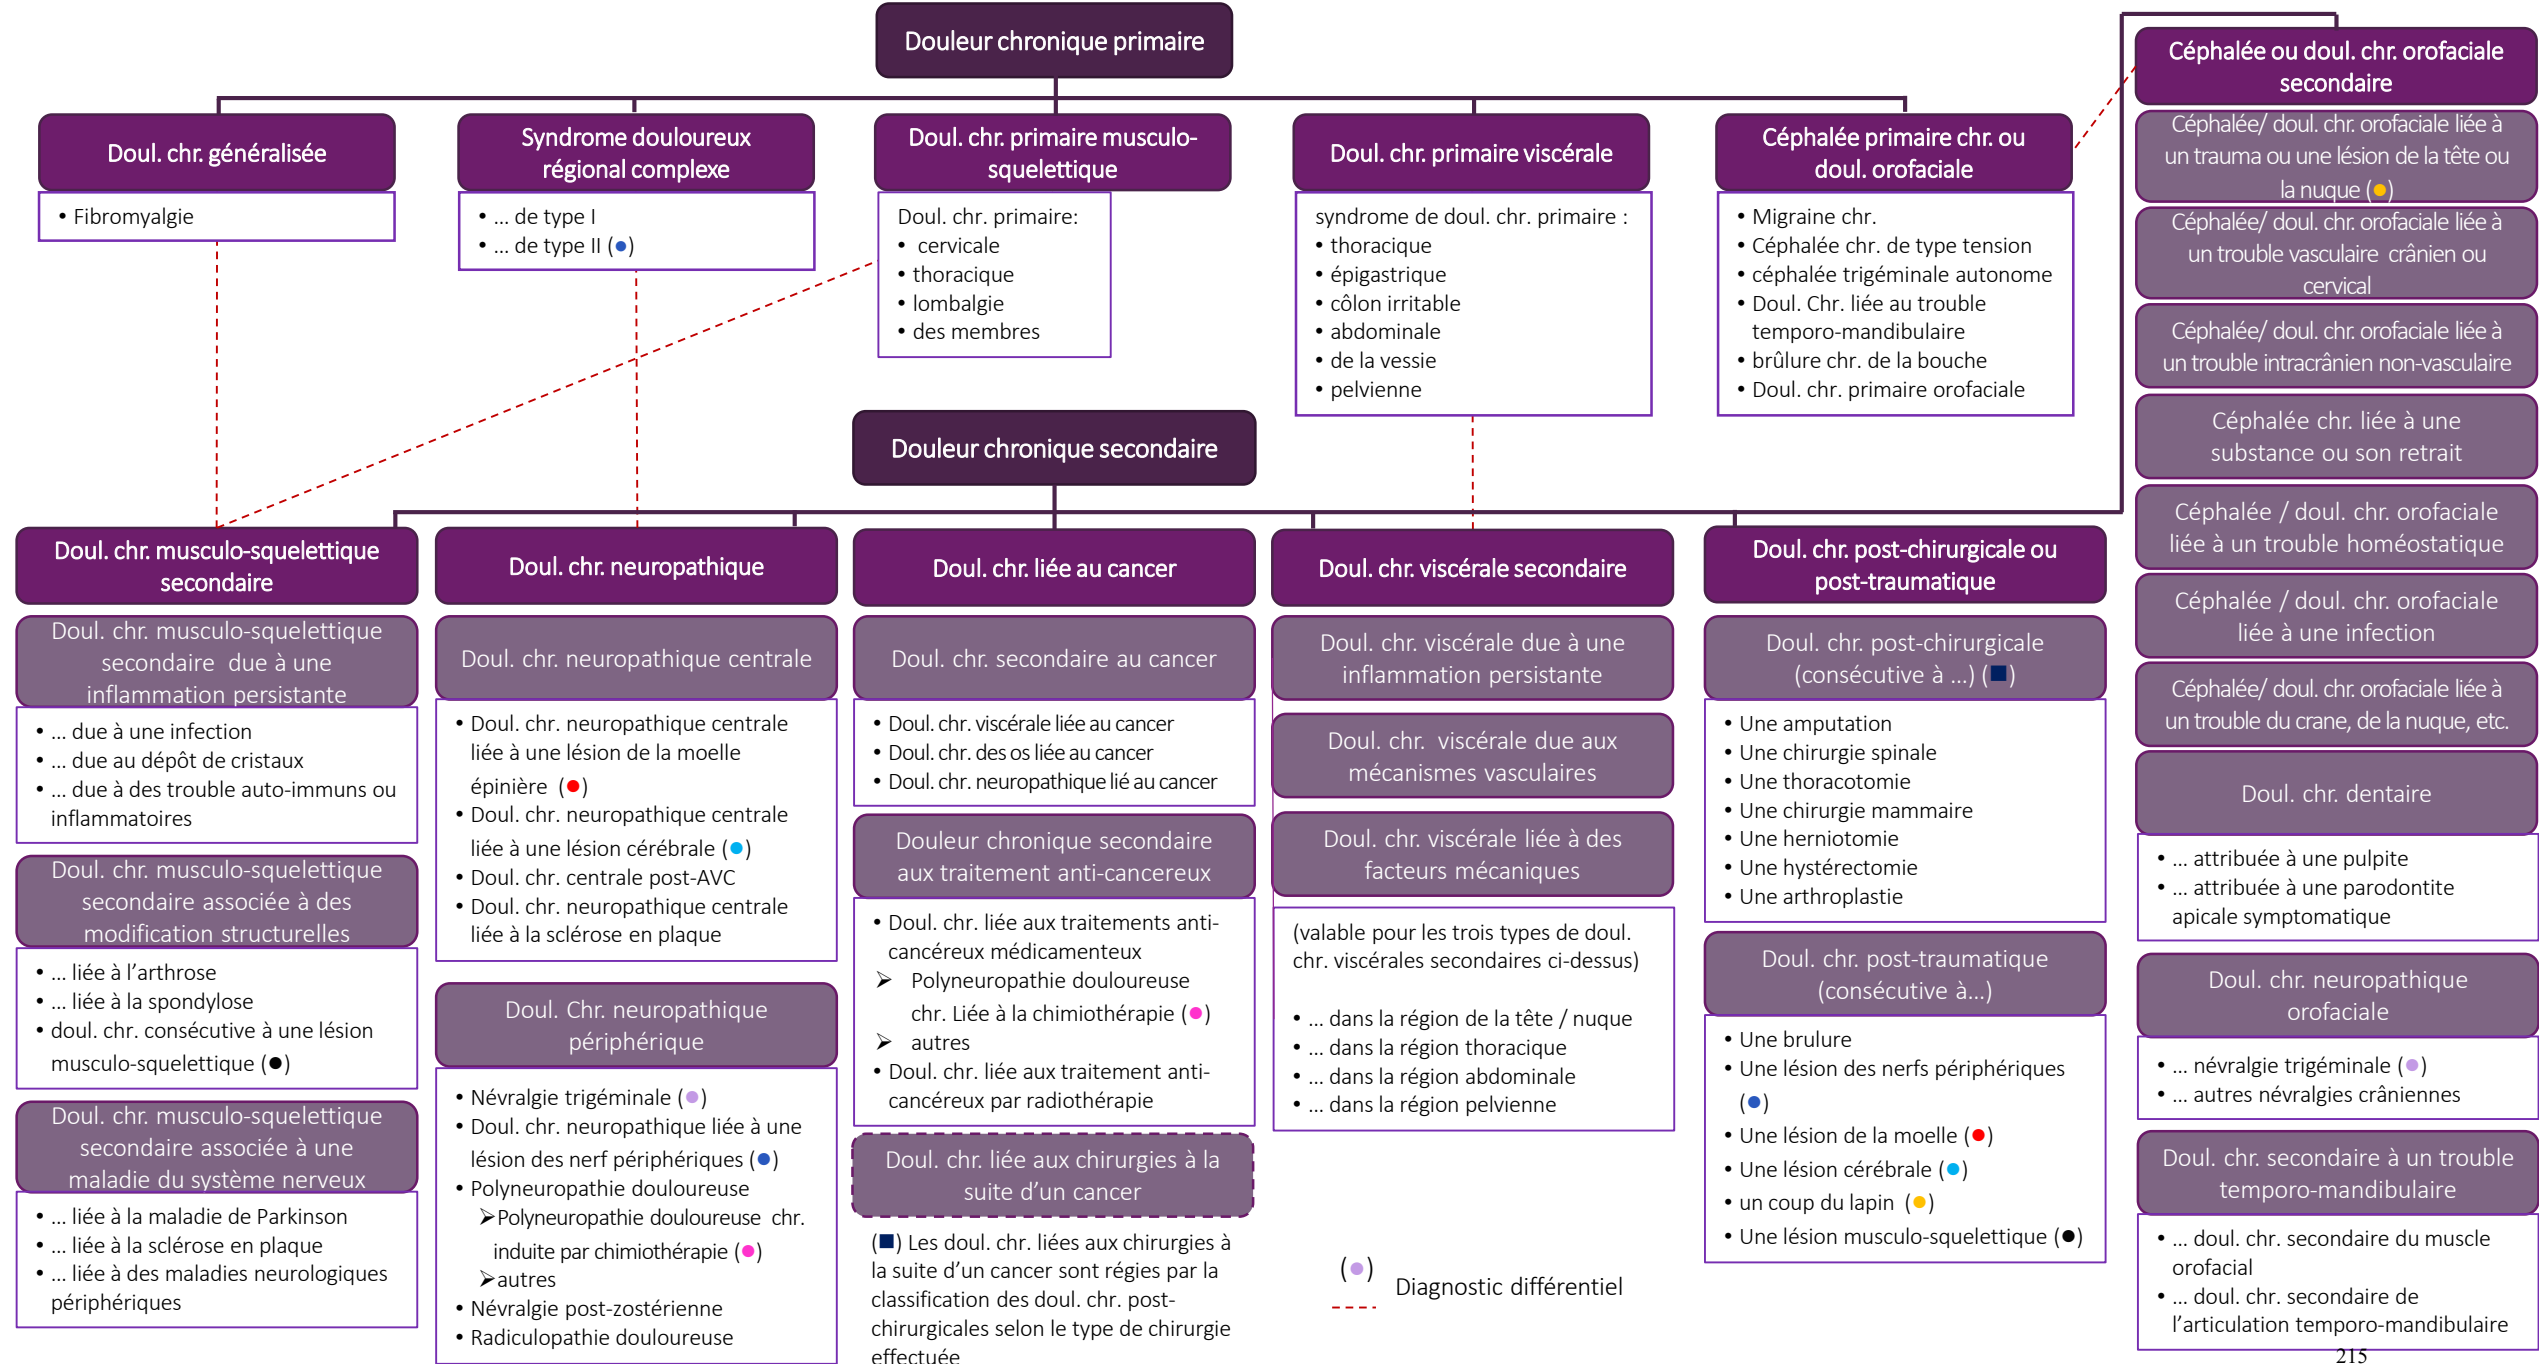 Douleur chronique primaire
Doul. chr. généralisée
• Fibromyalgie
Syndrome douloureux
régional complexe
• ... de type I
• ... de type II (●)
Doul. chr. primaire musculo-
squelettique
Doul. chr. primaire:
• cervicale
• thoracique
• lombalgie
• des membres
Doul. chr. primaire viscérale
syndrome de doul. chr. primaire :
• thoracique
• épigastrique
• côlon irritable
• abdominale
• de la vessie
• pelvienne
Céphalée primaire chr. ou
doul. orofaciale
• Migraine chr.
• Céphalée chr. de type tension
• céphalée trigéminale autonome
• Doul. Chr. liée au trouble
temporo-mandibulaire
• brûlure chr. de la bouche
• Doul. chr. primaire orofaciale
Douleur chronique secondaire
Doul. chr. musculo-squelettique
secondaire
Doul. chr. musculo-squelettique
secondaire due à une
inflammation persistante
• ... due à une infection
• ... due au dépôt de cristaux
• ... due à des trouble auto-immuns ou
inflammatoires
Doul. chr. musculo-squelettique
secondaire associée à des
modification structurelles
• ... liée à l'arthrose
• ... liée à la spondylose
• doul. chr. consécutive à une lésion
musculo-squelettique (●)
Doul. chr. musculo-squelettique
secondaire associée à une
maladie du système nerveux
• ... liée à la maladie de Parkinson
• ... liée à la sclérose en plaque
• ... liée à des maladies neurologiques
périphériques
Doul. chr. neuropathique
Doul. chr. neuropathique centrale
• Doul. chr. neuropathique centrale
liée à une lésion de la moelle
épinière (●)
• Doul. chr. neuropathique centrale
liée à une lésion cérébrale (●)
• Doul. chr. centrale post-AVC
• Doul. chr. neuropathique centrale
liée à la sclérose en plaque
Doul. Chr. neuropathique
périphérique
• Névralgie trigéminale (●)
• Doul. chr. neuropathique liée à une
lésion des nerf périphériques (●)
• Polyneuropathie douloureuse
➢Polyneuropathie douloureuse chr.
induite par chimiothérapie (●)
➢autres
• Névralgie post-zostérienne
• Radiculopathie douloureuse
Doul. chr. liée au cancer
Doul. chr. secondaire au cancer
• Doul. chr. viscérale liée au cancer
• Doul. chr. des os liée au cancer
• Doul. chr. neuropathique lié au cancer
Douleur chronique secondaire
aux traitement anti-cancereux
• Doul. chr. liée aux traitements anti-
cancéreux médicamenteux
➢ Polyneuropathie douloureuse
chr. Liée à la chimiothérapie (●)
➢ autres
• Doul. chr. liée aux traitement anti-
cancéreux par radiothérapie
Doul. chr. liée aux chirurgies à la
suite d'un cancer
(■) Les doul. chr. liées aux chirurgies à
la suite d'un cancer sont régies par la
classification des doul. chr. post-
chirurgicales selon le type de chirurgie
effectuée
Doul. chr. viscérale secondaire
Doul. chr. viscérale due à une
inflammation persistante
Doul. chr. viscérale due aux
mécanismes vasculaires
Doul. chr. viscérale liée à des
facteurs mécaniques
(valable pour les trois types de doul.
chr. viscérales secondaires ci-dessus)
• ... dans la région de la tête / nuque
• ... dans la région thoracique
• ... dans la région abdominale
• ... dans la région pelvienne
(●)
Diagnostic différentiel
Doul. chr. post-chirurgicale ou
post-traumatique
Doul. chr. post-chirurgicale
(consécutive à ...) (■)
• Une amputation
• Une chirurgie spinale
• Une thoracotomie
• Une chirurgie mammaire
• Une herniotomie
• Une hystérectomie
• Une arthroplastie
Doul. chr. post-traumatique
(consécutive à...)
• Une brulure
• Une lésion des nerfs périphériques
(●)
• Une lésion de la moelle (●)
• Une lésion cérébrale (●)
• un coup du lapin (●)
• Une lésion musculo-squelettique (●)
Céphalée ou doul. chr. orofaciale
secondaire
Céphalée/ doul. chr. orofaciale liée à
un trauma ou une lésion de la tête ou
la nuque (●)
Céphalée/ doul. chr. orofaciale liée à
un trouble vasculaire crânien ou
cervical
Céphalée/ doul. chr. orofaciale liée à
un trouble intracrânien non-vasculaire
Céphalée chr. liée à une
substance ou son retrait
Céphalée / doul. chr. orofaciale
liée à un trouble homéostatique
Céphalée / doul. chr. orofaciale
liée à une infection
Céphalée/ doul. chr. orofaciale liée à
un trouble du crane, de la nuque, etc.
Doul. chr. dentaire
• ... attribuée à une pulpite
• ... attribuée à une parodontite
apicale symptomatique
Doul. chr. neuropathique
orofaciale
• ... névralgie trigéminale (●)
• ... autres névralgies crâniennes
Doul. chr. secondaire à un trouble
temporo-mandibulaire
• ... doul. chr. secondaire du muscle
orofacial
• ... doul. chr. secondaire de
l'articulation temporo-mandibulaire
215